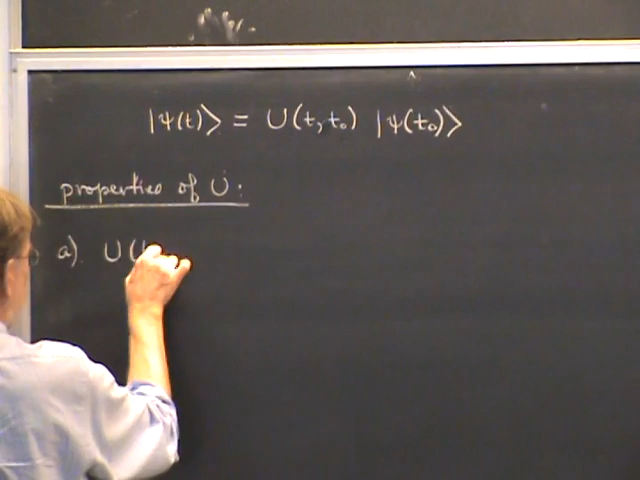 |ψ(t)⟩ = U(t, t₀) |ψ(t₀)⟩
properties of U:
a). U(t